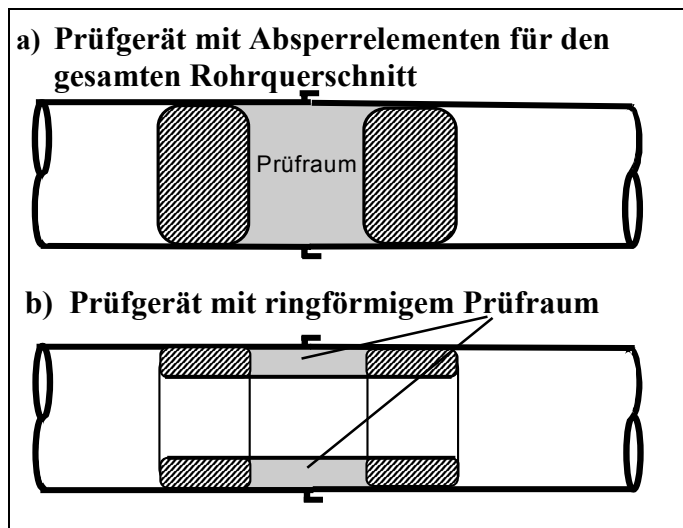 a) Prüfgerät mit Absperrelementen für den
gesamten Rohrquerschnitt
Prüfraum
b) Prüfgerät mit ringförmigem Prüfraum